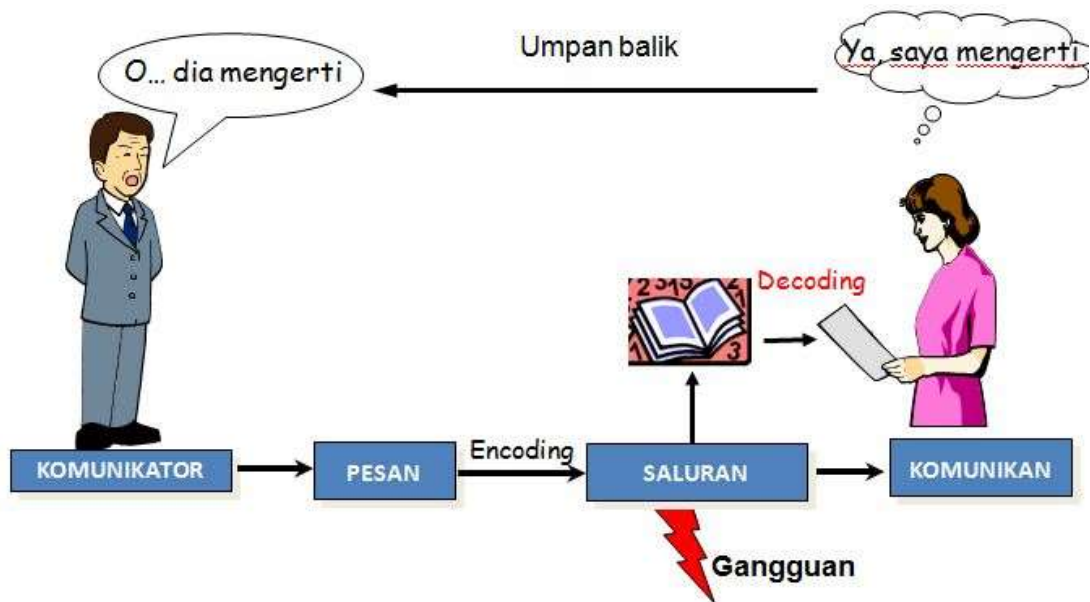 Umpan balik
Ya, saya mengerti
O... dia mengerti
Decoding
Encoding
KOMUNIKATOR
PESAN
SALURAN
KOMUNIKAN
Gangguan